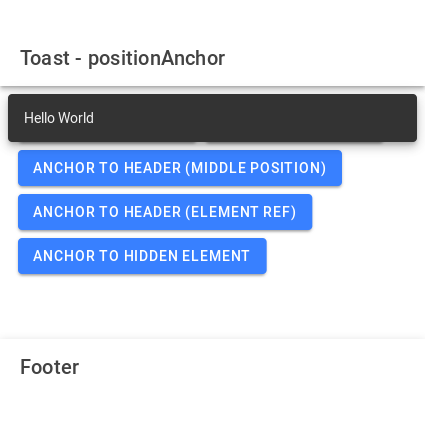 Toast - positionAnchor
Hello World
ANCHOR TO HEADER (MIDDLE POSITION)
ANCHOR TO HEADER (ELEMENT REF)
ANCHOR TO HIDDEN ELEMENT
Footer